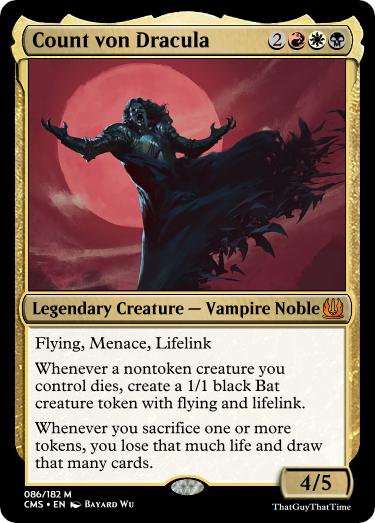 Count von Dracula 2
Legendary Creature — Vampire Noble
Flying, Menace, Lifelink
Whenever a nontoken creature you
control dies, create a 1/1 black Bat
creature token with flying and lifelink.
Whenever you sacrifice one or more
tokens, you lose that much life and draw
that many cards.
4/5
086/182 M
CMS • EN Bayard Wu
ThatGuyThatTime